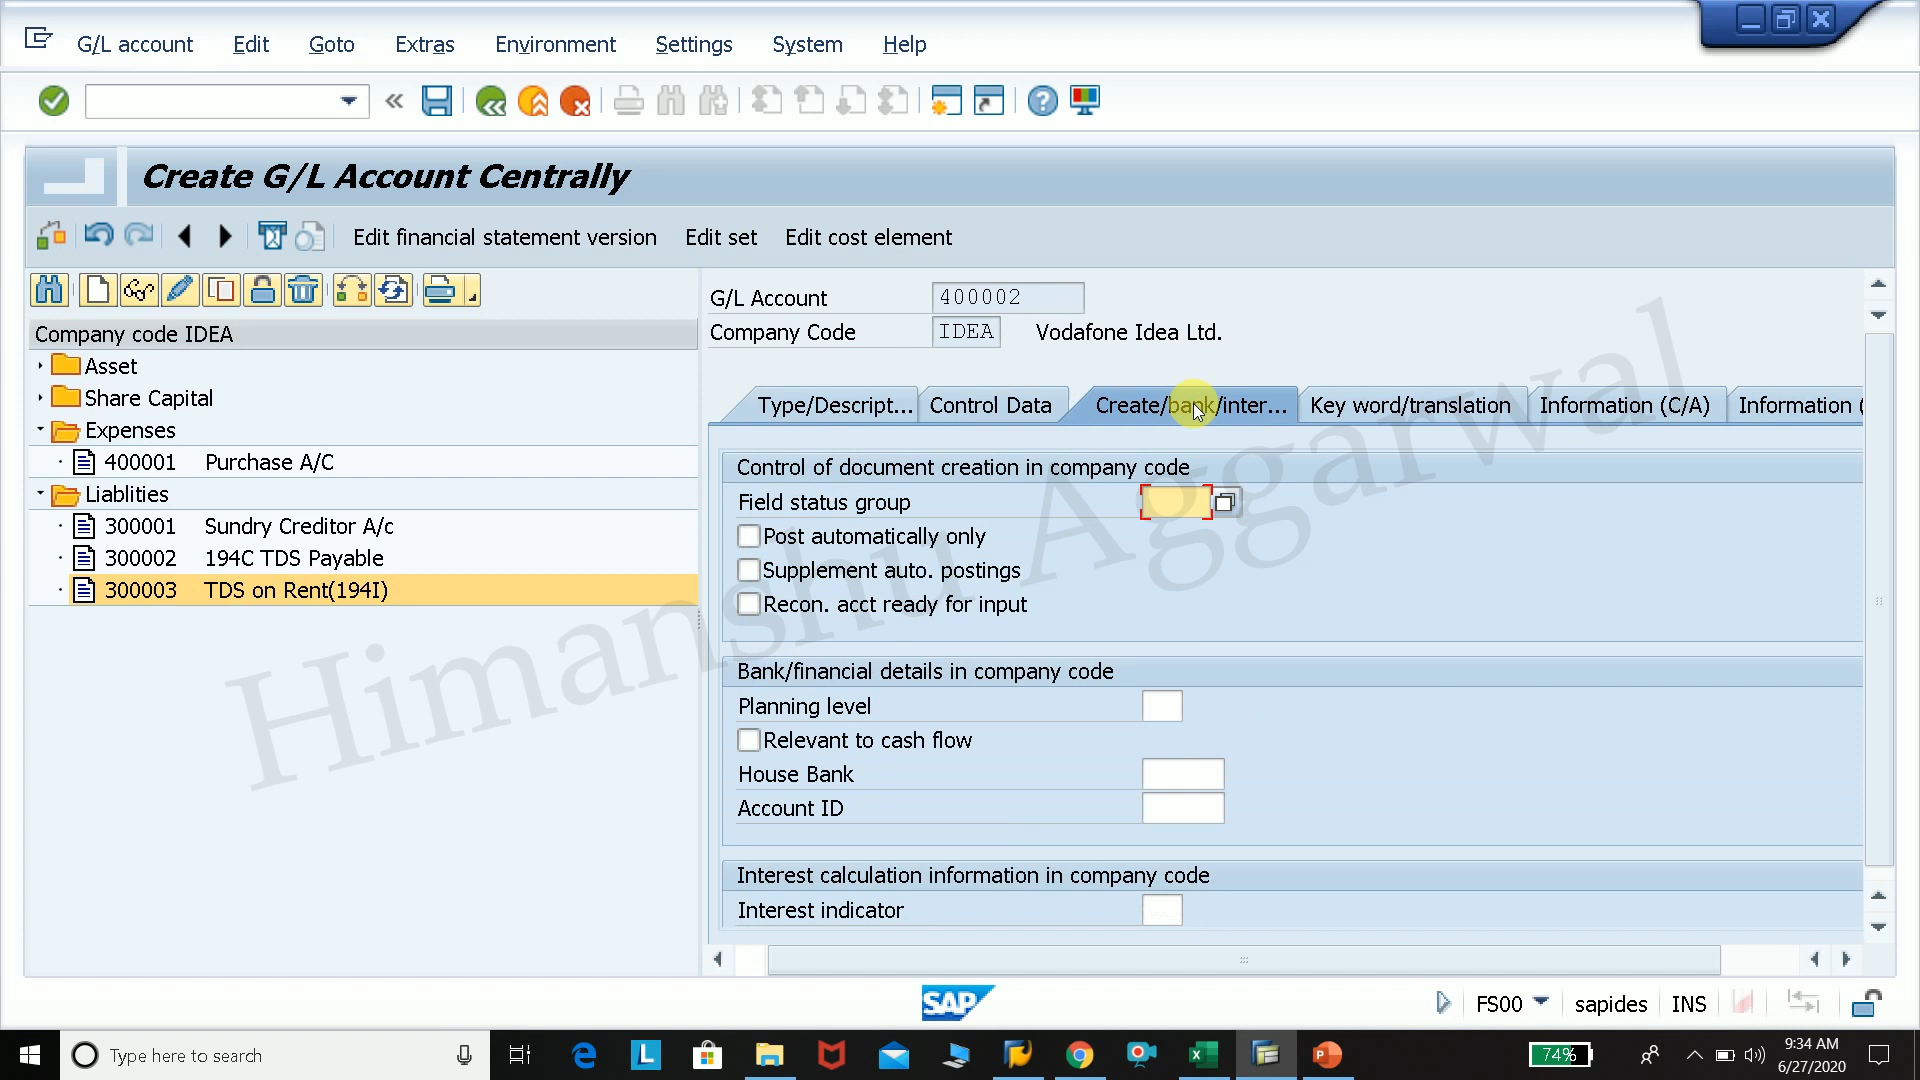 G/L account Edit Goto Extras Environment Settings System Help
Create G/L Account Centrally
Edit financial statement version Edit set Edit cost element
Company code IDEA
Asset
Share Capital
Expenses
400001 Purchase A/C
Liablities
300001 Sundry Creditor A/c
300002 194C TDS Payable
300003 TDS on Rent(194I)
G/L Account 400002
Company Code IDEA Vodafone Idea Ltd.
Type/Descript... Control Data Create/bank/inter... Key word/translation Information (C/A) Information (
Control of document creation in company code
Field status group
Post automatically only
Supplement auto. postings
Recon. acct ready for input
Bank/financial details in company code
Planning level
Relevant to cash flow
House Bank
Account ID
Interest calculation information in company code
Interest indicator
Himanshu Aggarwal
SAP FS00 sapides INS
Type here to search 74% 9:34 AM
6/27/2020